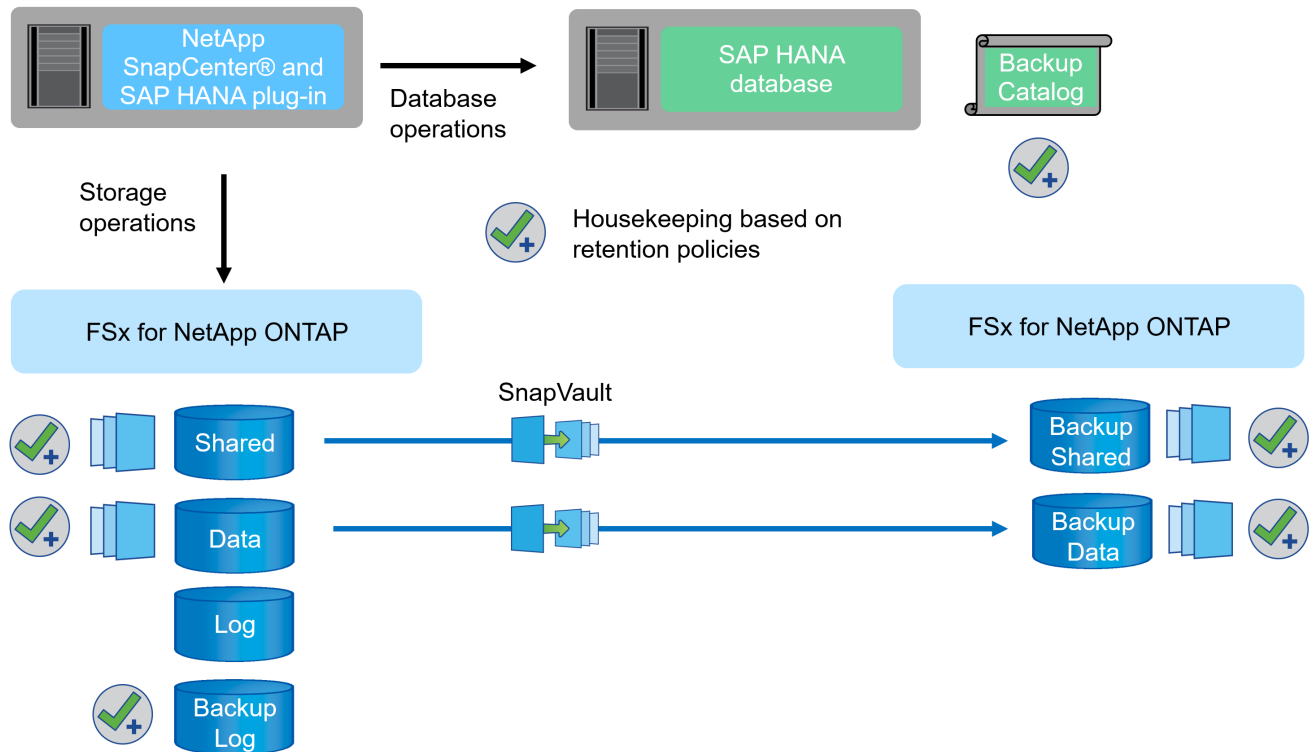 NetApp
SnapCenter® and
SAP HANA plug-in
Database
operations
SAP HANA
database
Backup
Catalog
Storage
operations
Housekeeping based on
retention policies
FSx for NetApp ONTAP
FSx for NetApp ONTAP
SnapVault
Shared
Backup
Shared
Data
Backup
Data
Log
Backup
Log